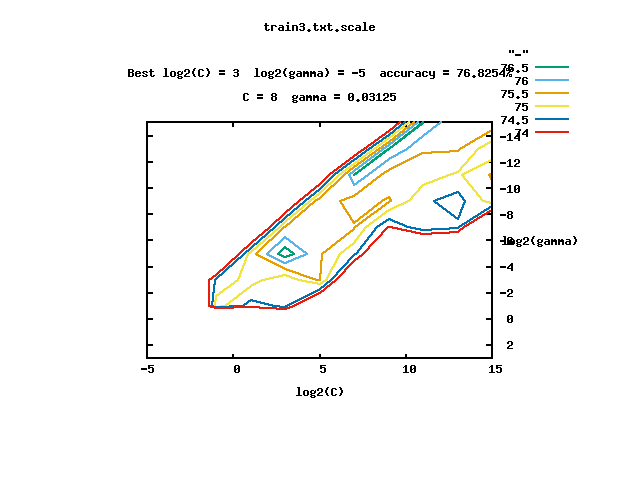 train3.txt.scale
"-"
Best log2(C) = 3  log2(gamma) = -5  accuracy = 76.8254%
76.5
76
C = 8  gamma = 0.03125
75.5
75
74.5
74
-14
-12
-10
-8
-6
log2(gamma)
-4
-2
0
2
-5 0 5 10 15
log2(C)